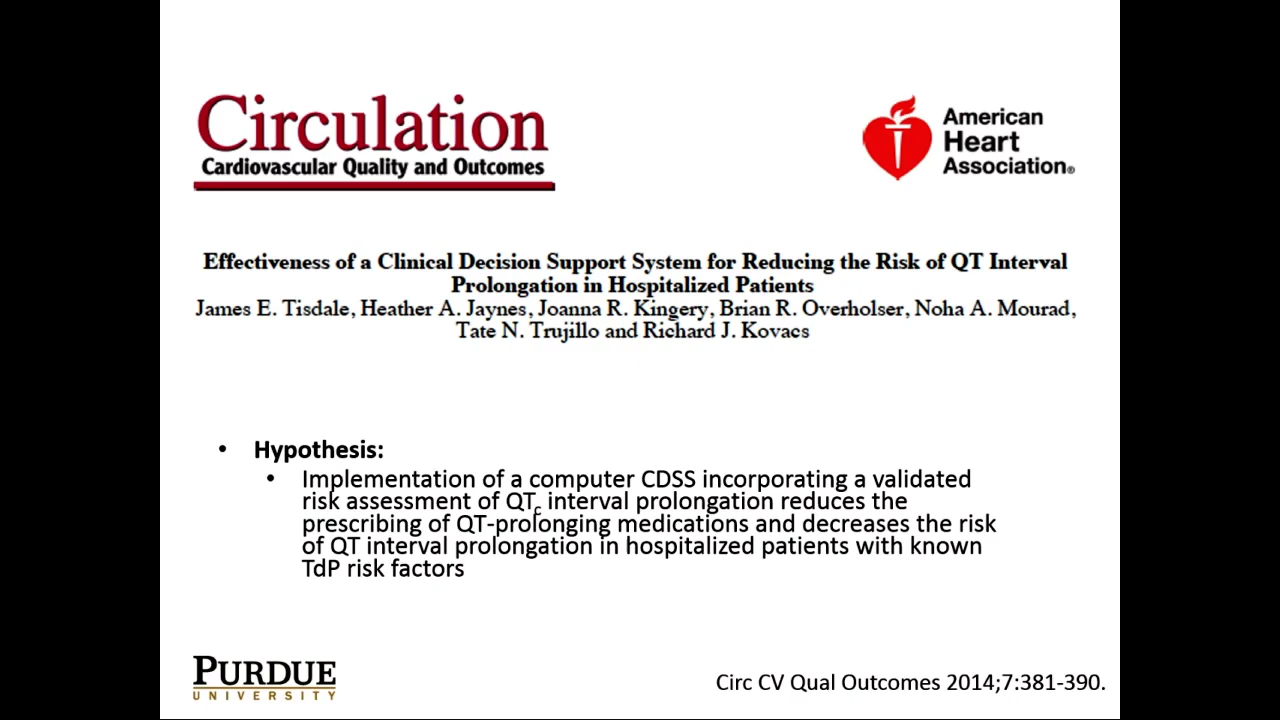 Circulation
Cardiovascular Quality and Outcomes
American
Heart
Association®
Effectiveness of a Clinical Decision Support System for Reducing the Risk of QT Interval
Prolongation in Hospitalized Patients
James E. Tisdale, Heather A. Jaynes, Joanna R. Kingery, Brian R. Overholser, Noha A. Mourad,
Tate N. Trujillo and Richard J. Kovacs
• Hypothesis:
• Implementation of a computer CDSS incorporating a validated
risk assessment of QTc interval prolongation reduces the
prescribing of QT-prolonging medications and decreases the risk
of QT interval prolongation in hospitalized patients with known
TdP risk factors
PURDUE
UNIVERSITY
Circ CV Qual Outcomes 2014;7:381-390.